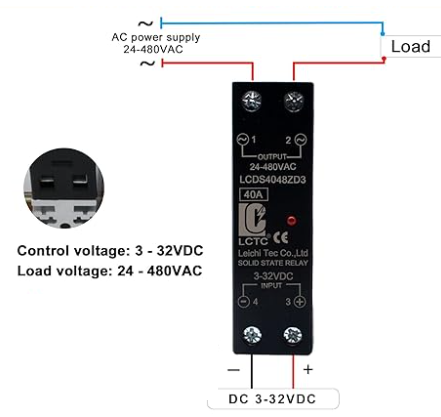 ~
AC power supply
24-480VAC
~
Load
1 2
OUTPUT
24-480VAC
LCDS4048ZD3
40A
LCTC CE
Leichi Tec Co.,Ltd
SOLID STATE RELAY
3-32VDC
INPUT
- 4 3 +
Control voltage: 3 - 32VDC
Load voltage: 24 - 480VAC
− +
DC 3-32VDC